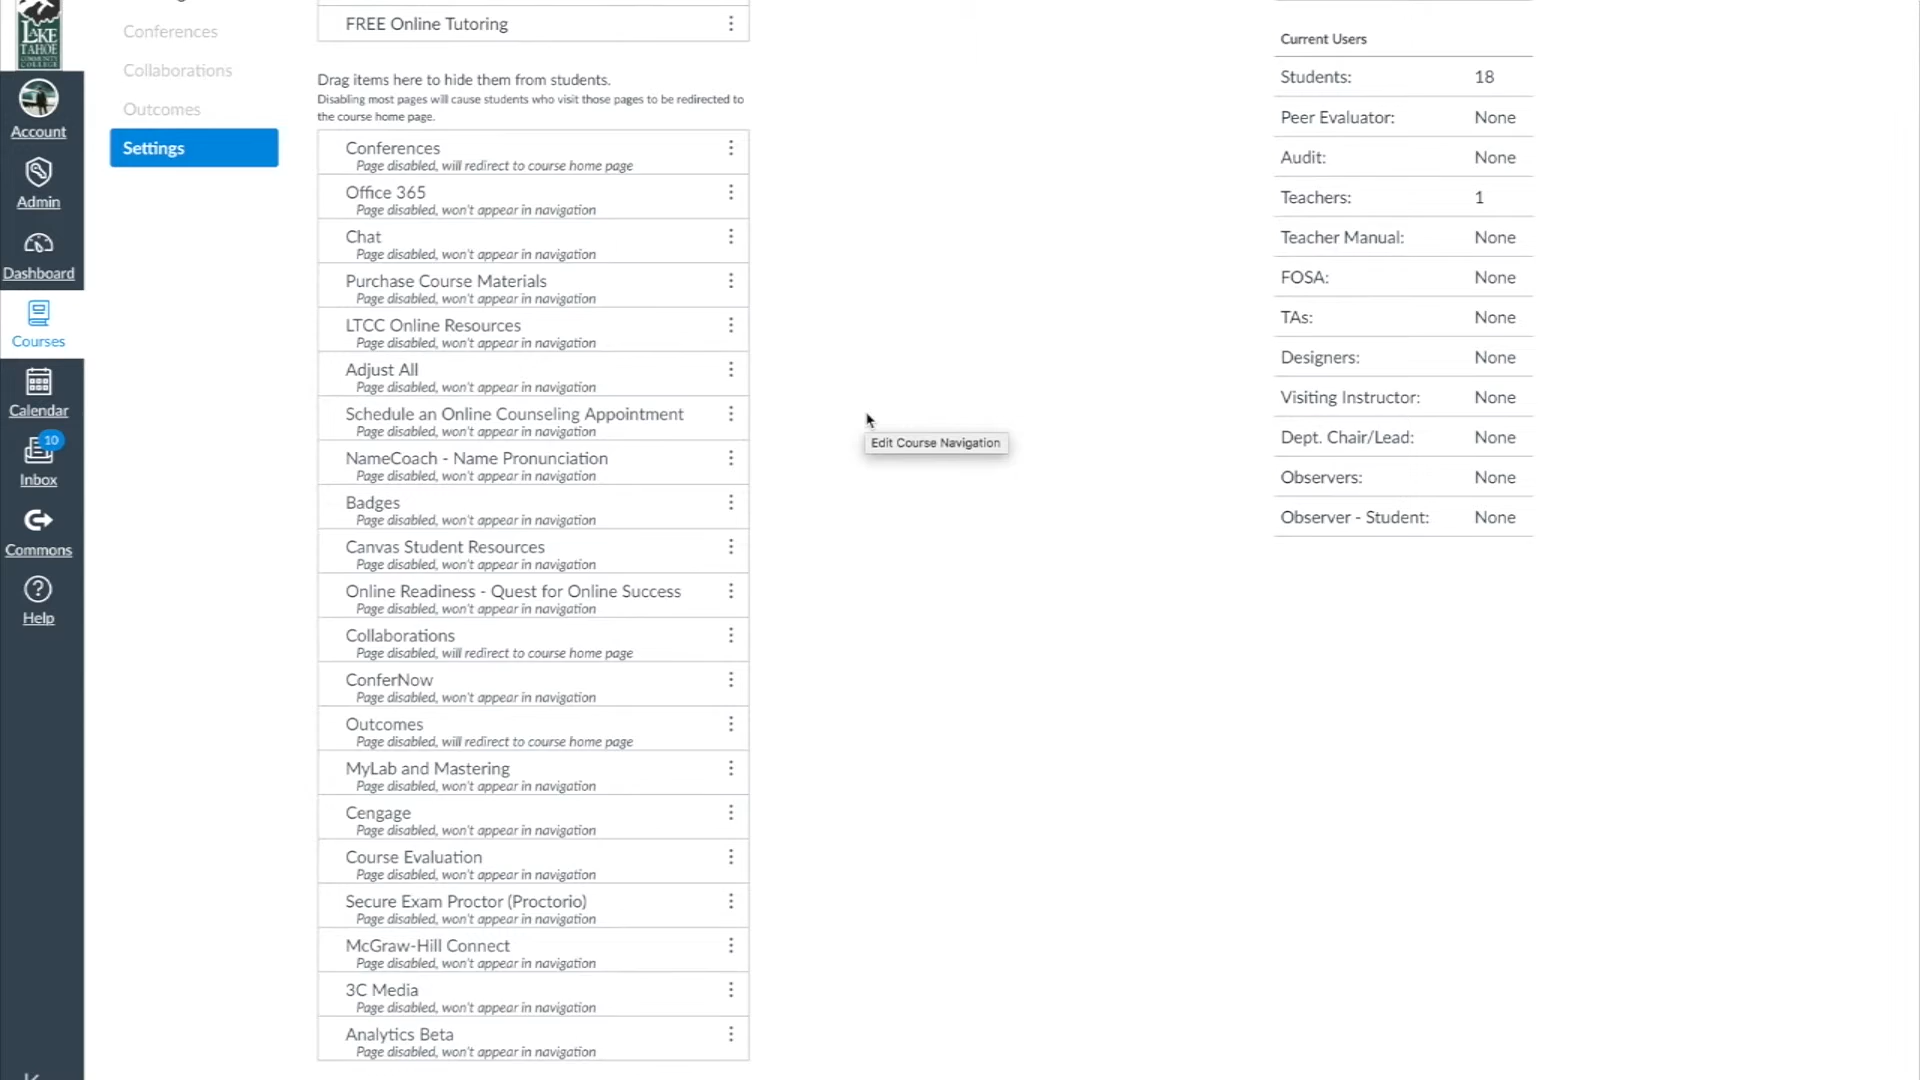 LAKE
TAHOE
COMMUNITY
COLLEGE
Account
Admin
Dashboard
Courses
Calendar
10
Inbox
Commons
Help
Conferences
Collaborations
Outcomes
Settings
FREE Online Tutoring
Drag items here to hide them from students.
Disabling most pages will cause students who visit those pages to be redirected to
the course home page.
Conferences
Page disabled, will redirect to course home page
Office 365
Page disabled, won't appear in navigation
Chat
Page disabled, won't appear in navigation
Purchase Course Materials
Page disabled, won't appear in navigation
LTCC Online Resources
Page disabled, won't appear in navigation
Adjust All
Page disabled, won't appear in navigation
Schedule an Online Counseling Appointment
Page disabled, won't appear in navigation
NameCoach - Name Pronunciation
Page disabled, won't appear in navigation
Badges
Page disabled, won't appear in navigation
Canvas Student Resources
Page disabled, won't appear in navigation
Online Readiness - Quest for Online Success
Page disabled, won't appear in navigation
Collaborations
Page disabled, will redirect to course home page
ConferNow
Page disabled, won't appear in navigation
Outcomes
Page disabled, will redirect to course home page
MyLab and Mastering
Page disabled, won't appear in navigation
Cengage
Page disabled, won't appear in navigation
Course Evaluation
Page disabled, won't appear in navigation
Secure Exam Proctor (Proctorio)
Page disabled, won't appear in navigation
McGraw-Hill Connect
Page disabled, won't appear in navigation
3C Media
Page disabled, won't appear in navigation
Analytics Beta
Page disabled, won't appear in navigation
Edit Course Navigation
Current Users
Students: 18
Peer Evaluator: None
Audit: None
Teachers: 1
Teacher Manual: None
FOSA: None
TAs: None
Designers: None
Visiting Instructor: None
Dept. Chair/Lead: None
Observers: None
Observer - Student: None